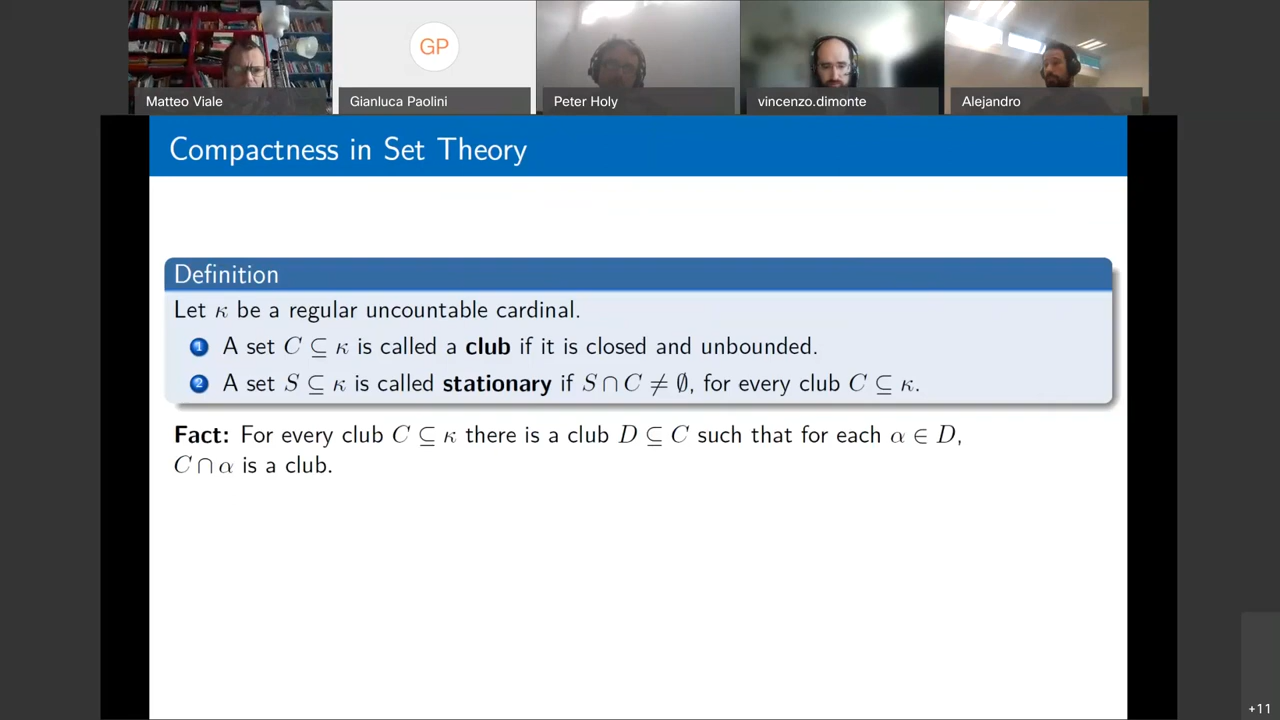 GP
Matteo Viale
Gianluca Paolini
Peter Holy
vincenzo.dimonte
Alejandro
Compactness in Set Theory
Definition
Let κ be a regular uncountable cardinal.
1 A set C ⊆ κ is called a club if it is closed and unbounded.
2 A set S ⊆ κ is called stationary if S ∩ C ≠ ∅, for every club C ⊆ κ.
Fact: For every club C ⊆ κ there is a club D ⊆ C such that for each α ∈ D,
C ∩ α is a club.
+11